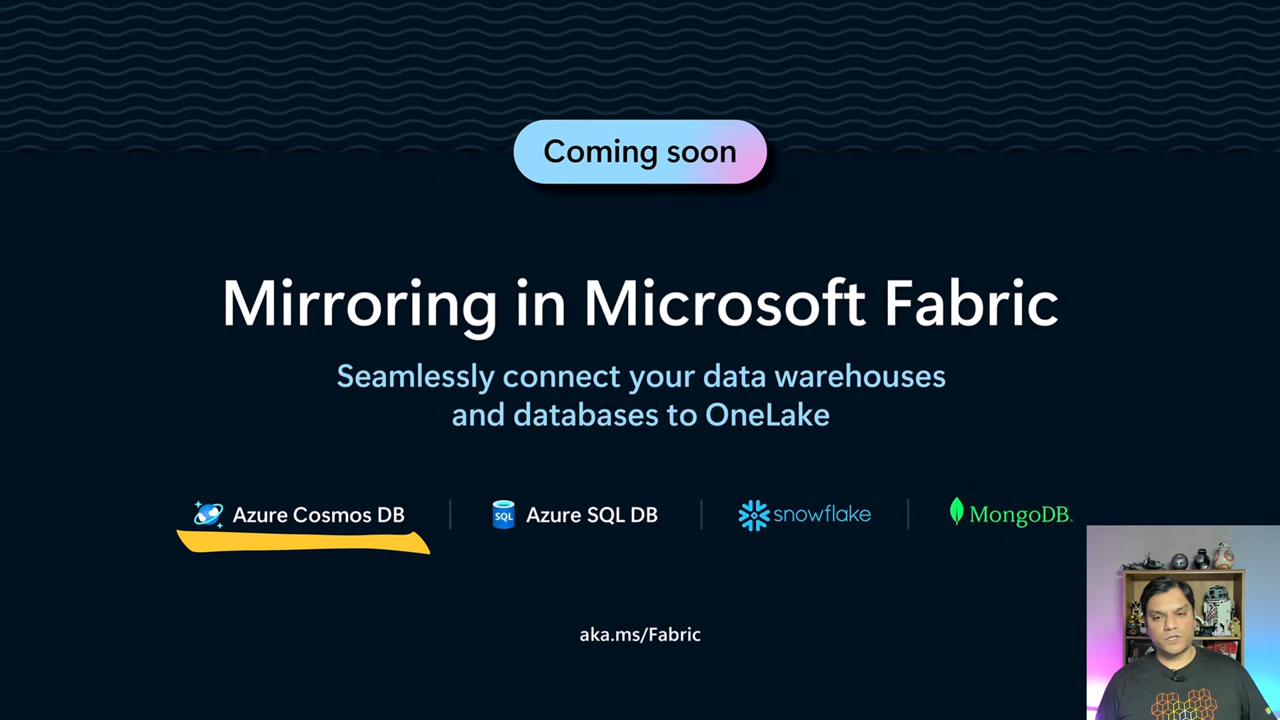 Coming soon
Mirroring in Microsoft Fabric
Seamlessly connect your data warehouses
and databases to OneLake
Azure Cosmos DB
SQL
Azure SQL DB
snowflake
MongoDB.
aka.ms/Fabric